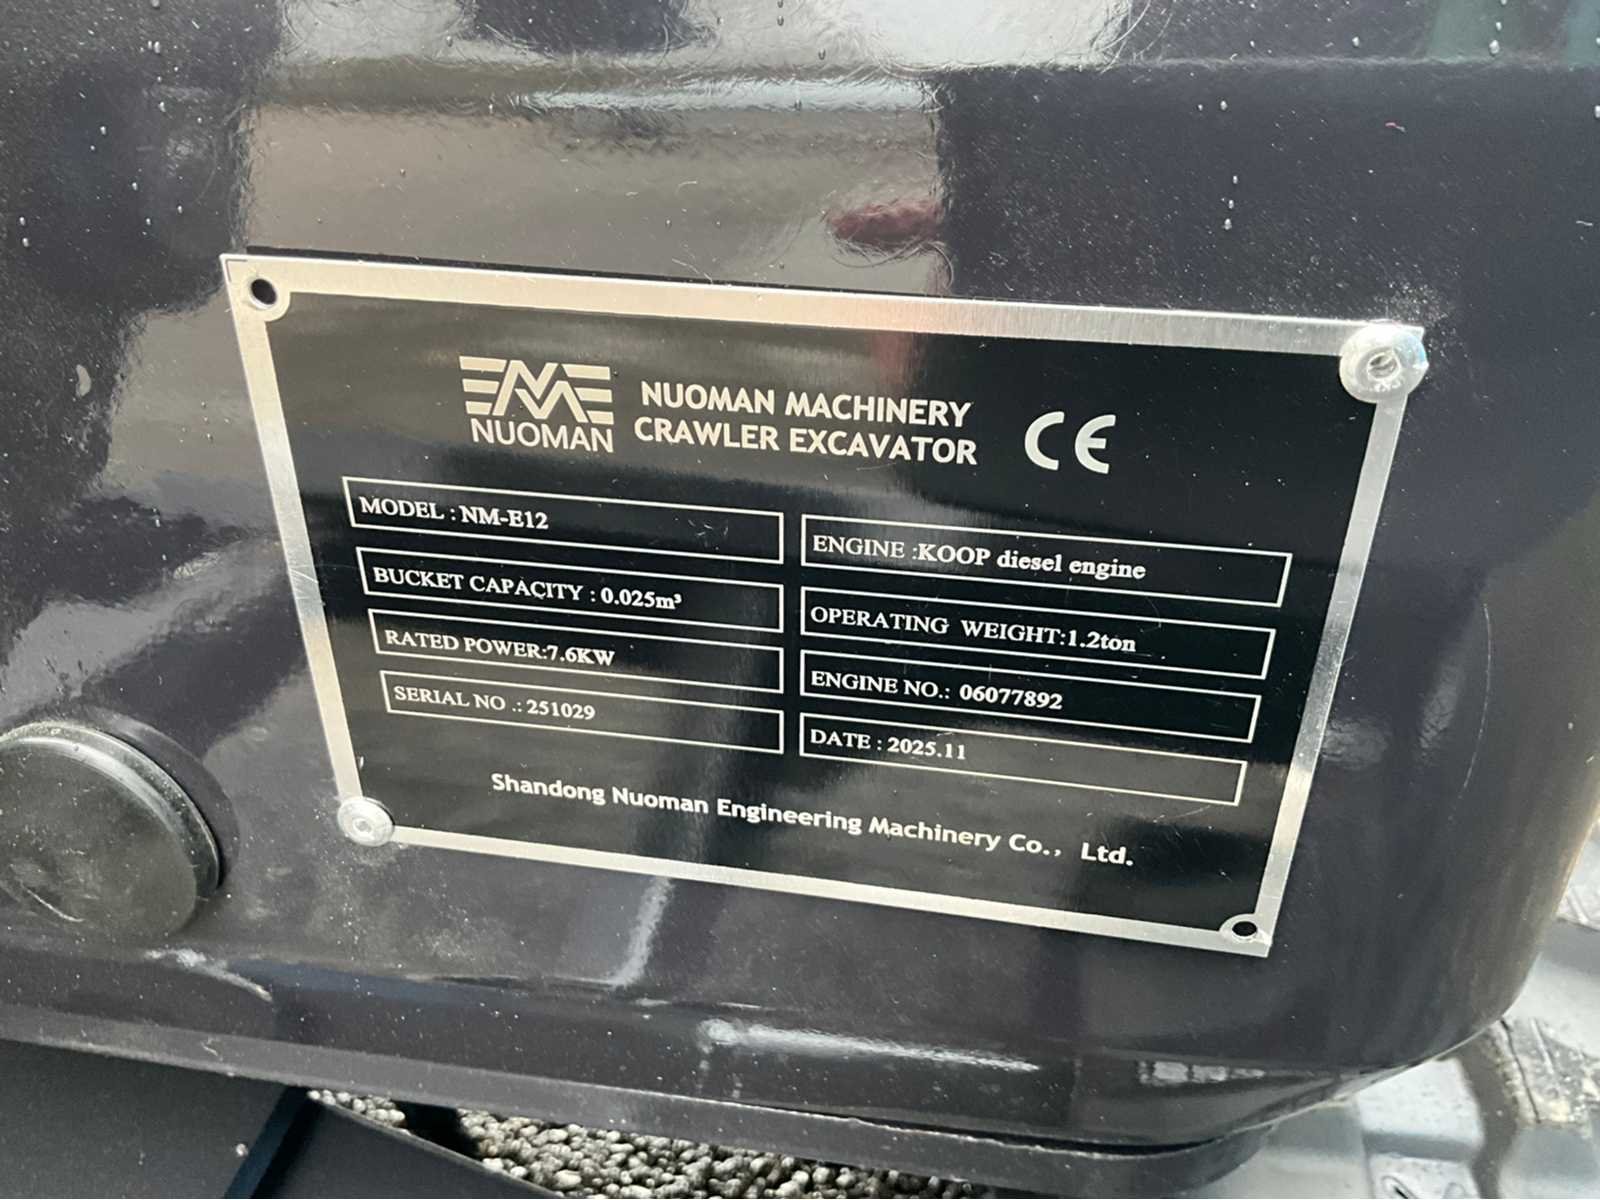 NUOMAN
NUOMAN MACHINERY
CRAWLER EXCAVATOR
CE
MODEL : NM-E12
ENGINE :KOOP diesel engine
BUCKET CAPACITY : 0.025m³
OPERATING WEIGHT:1.2ton
RATED POWER:7.6KW
ENGINE NO.: 06077892
SERIAL NO .: 251029
DATE : 2025.11
Shandong Nuoman Engineering Machinery Co., Ltd.